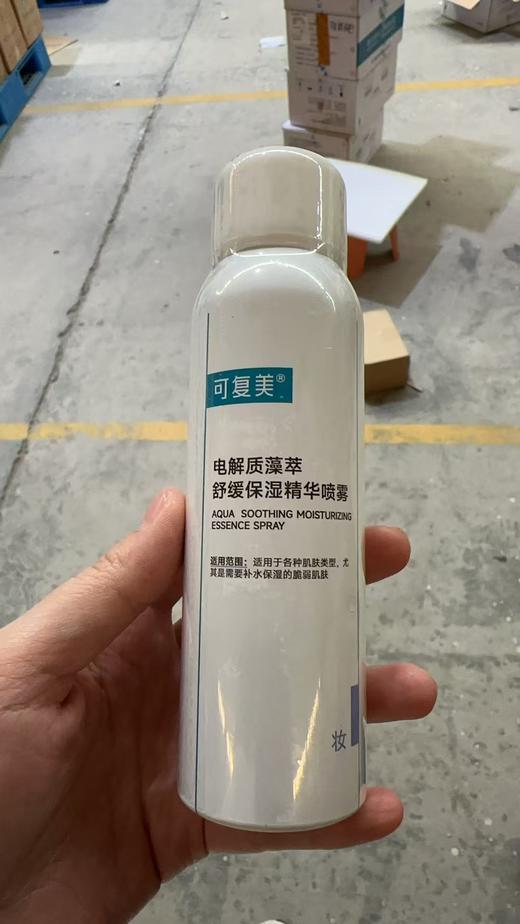 可复美®
电解质藻萃
舒缓保湿精华喷雾
AQUA SOOTHING MOISTURIZING
ESSENCE SPRAY
适用范围：适用于各种肌肤类型，尤
其是需要补水保湿的脆弱肌肤
妆